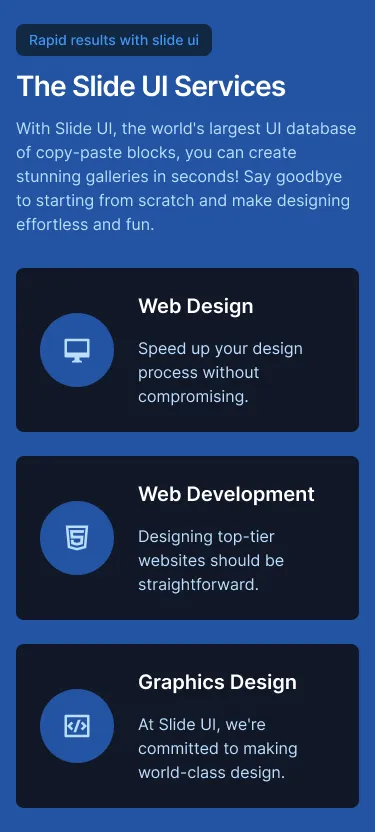 Rapid results with slide ui
The Slide UI Services
With Slide UI, the world's largest UI database
of copy-paste blocks, you can create
stunning galleries in seconds! Say goodbye
to starting from scratch and make designing
effortless and fun.
Web Design
Speed up your design
process without
compromising.
Web Development
Designing top-tier
websites should be
straightforward.
Graphics Design
At Slide UI, we're
committed to making
world-class design.